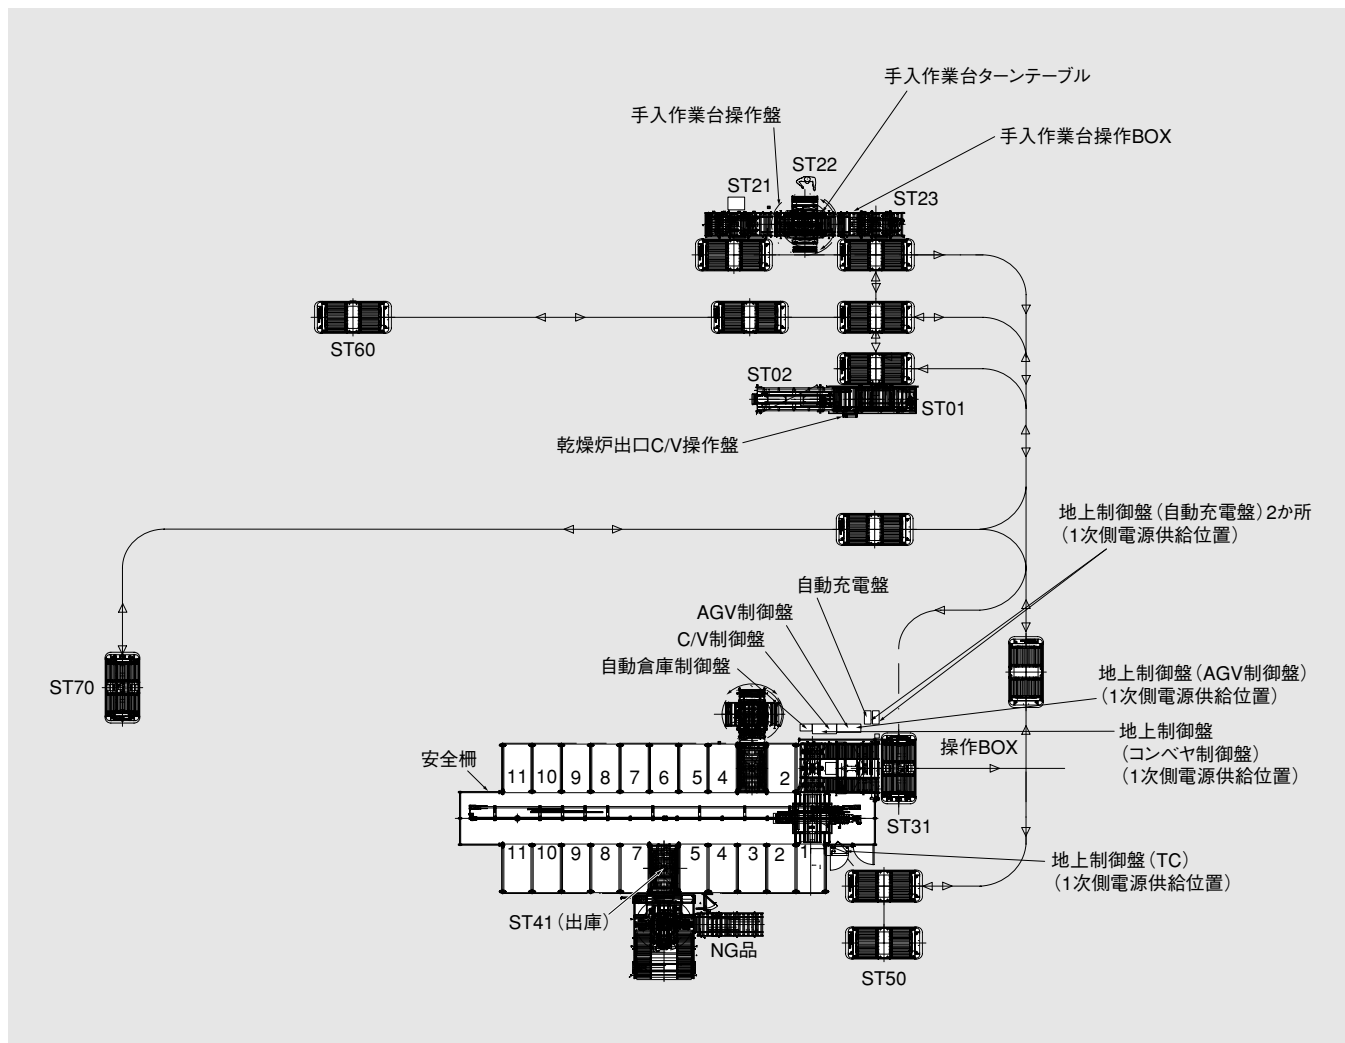 手入作業台ターンテーブル
手入作業台操作盤
手入作業台操作BOX
ST22
ST21
ST23
ST60
ST02
ST01
乾燥炉出口C/V操作盤
地上制御盤（自動充電盤）2か所
（1次側電源供給位置）
自動充電盤
AGV制御盤
C/V制御盤
自動倉庫制御盤
地上制御盤（AGV制御盤）
（1次側電源供給位置）
ST70
地上制御盤
（コンベヤ制御盤）
（1次側電源供給位置）
操作BOX
安全柵
11 10 9 8 7 6 5 4 2
ST31
11 10 9 8 7 5 4 3 2 1
地上制御盤（TC）
（1次側電源供給位置）
ST41（出庫）
NG品
ST50